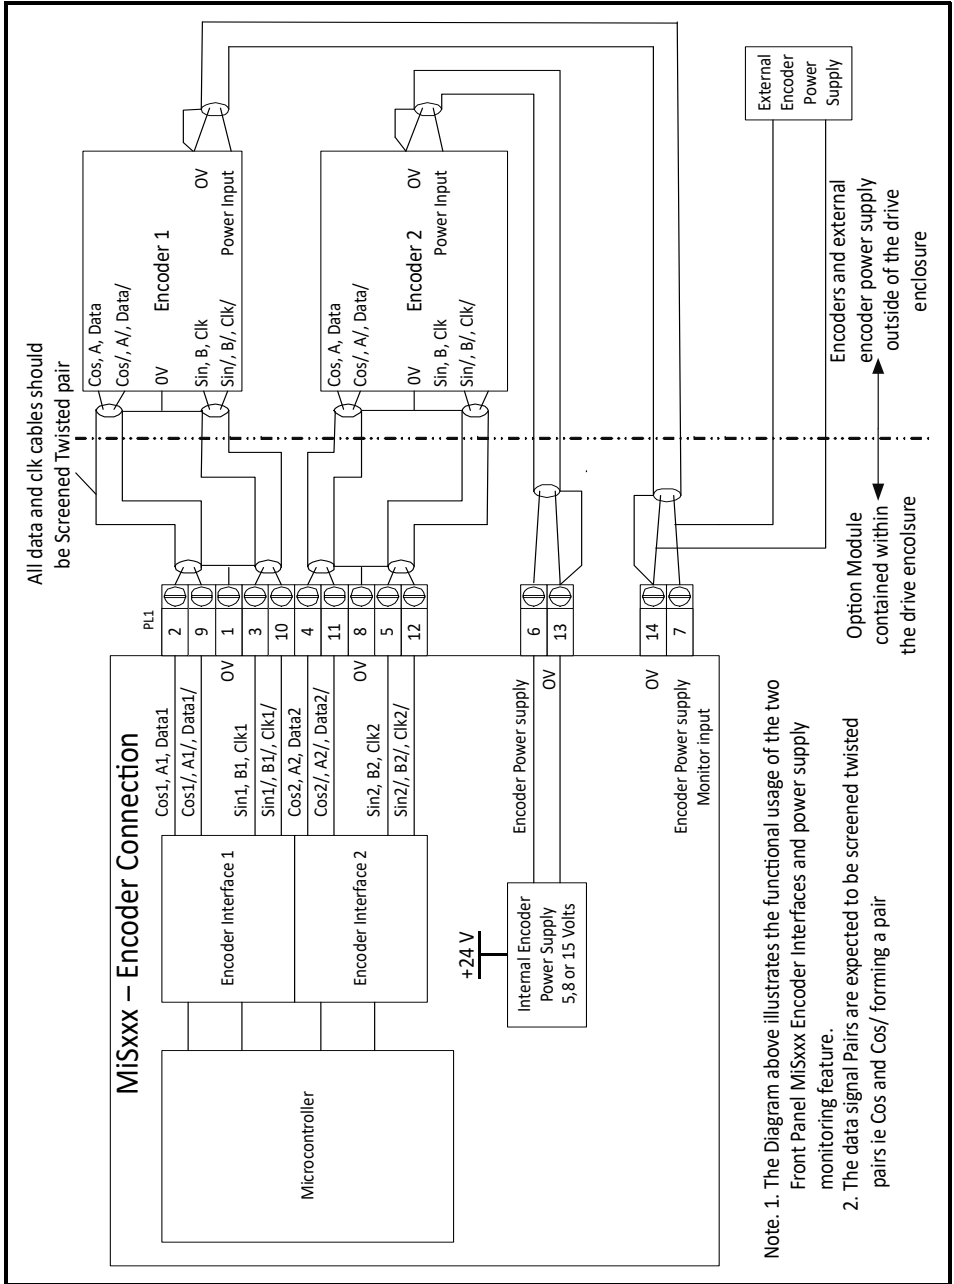 MiSxxx – Encoder Connection
Microcontroller
Encoder Interface 1
Encoder Interface 2
+24 V
Internal Encoder
Power Supply
5,8 or 15 Volts
Cos1, A1, Data1
Cos1/, A1/, Data1/
0V
Sin1, B1, Clk1
Sin1/, B1/, Clk1/
Cos2, A2, Data2
Cos2/, A2/, Data2/
0V
Sin2, B2, Clk2
Sin2/, B2/, Clk2/
Encoder Power supply
0V
0V
Encoder Power supply
Monitor input
PL1
2
9
1
3
10
4
11
8
5
12
6
13
14
7
All data and clk cables should
be Screened Twisted pair
Cos, A, Data
Cos/, A/, Data/
0V
Sin, B, Clk
Sin/, B/, Clk/
Encoder 1
0V
Power Input
Cos, A, Data
Cos/, A/, Data/
0V
Sin, B, Clk
Sin/, B/, Clk/
Encoder 2
0V
Power Input
External
Encoder
Power
Supply
Option Module
contained within
the drive encolsure
Encoders and external
encoder power supply
outside of the drive
enclosure
Note. 1. The Diagram above illustrates the functional usage of the two
Front Panel MiSxxx Encoder Interfaces and power supply
monitoring feature.
2. The data signal Pairs are expected to be screened twisted
pairs ie Cos and Cos/ forming a pair